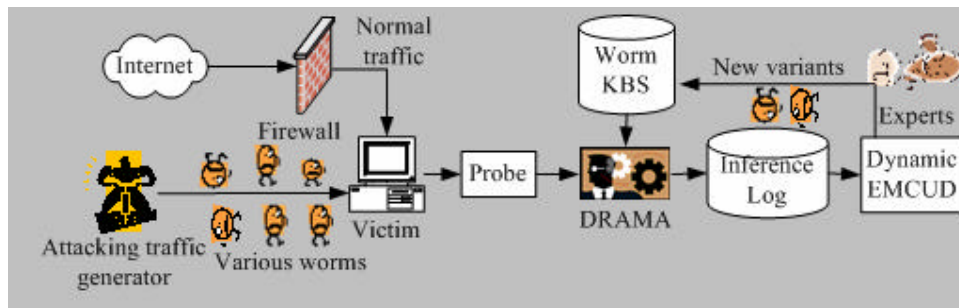 Internet
Normal
traffic
Firewall
Attacking traffic
generator
Various worms
Victim
Probe
Worm
KBS
DRAMA
New variants
Inference
Log
Experts
Dynamic
EMCUD